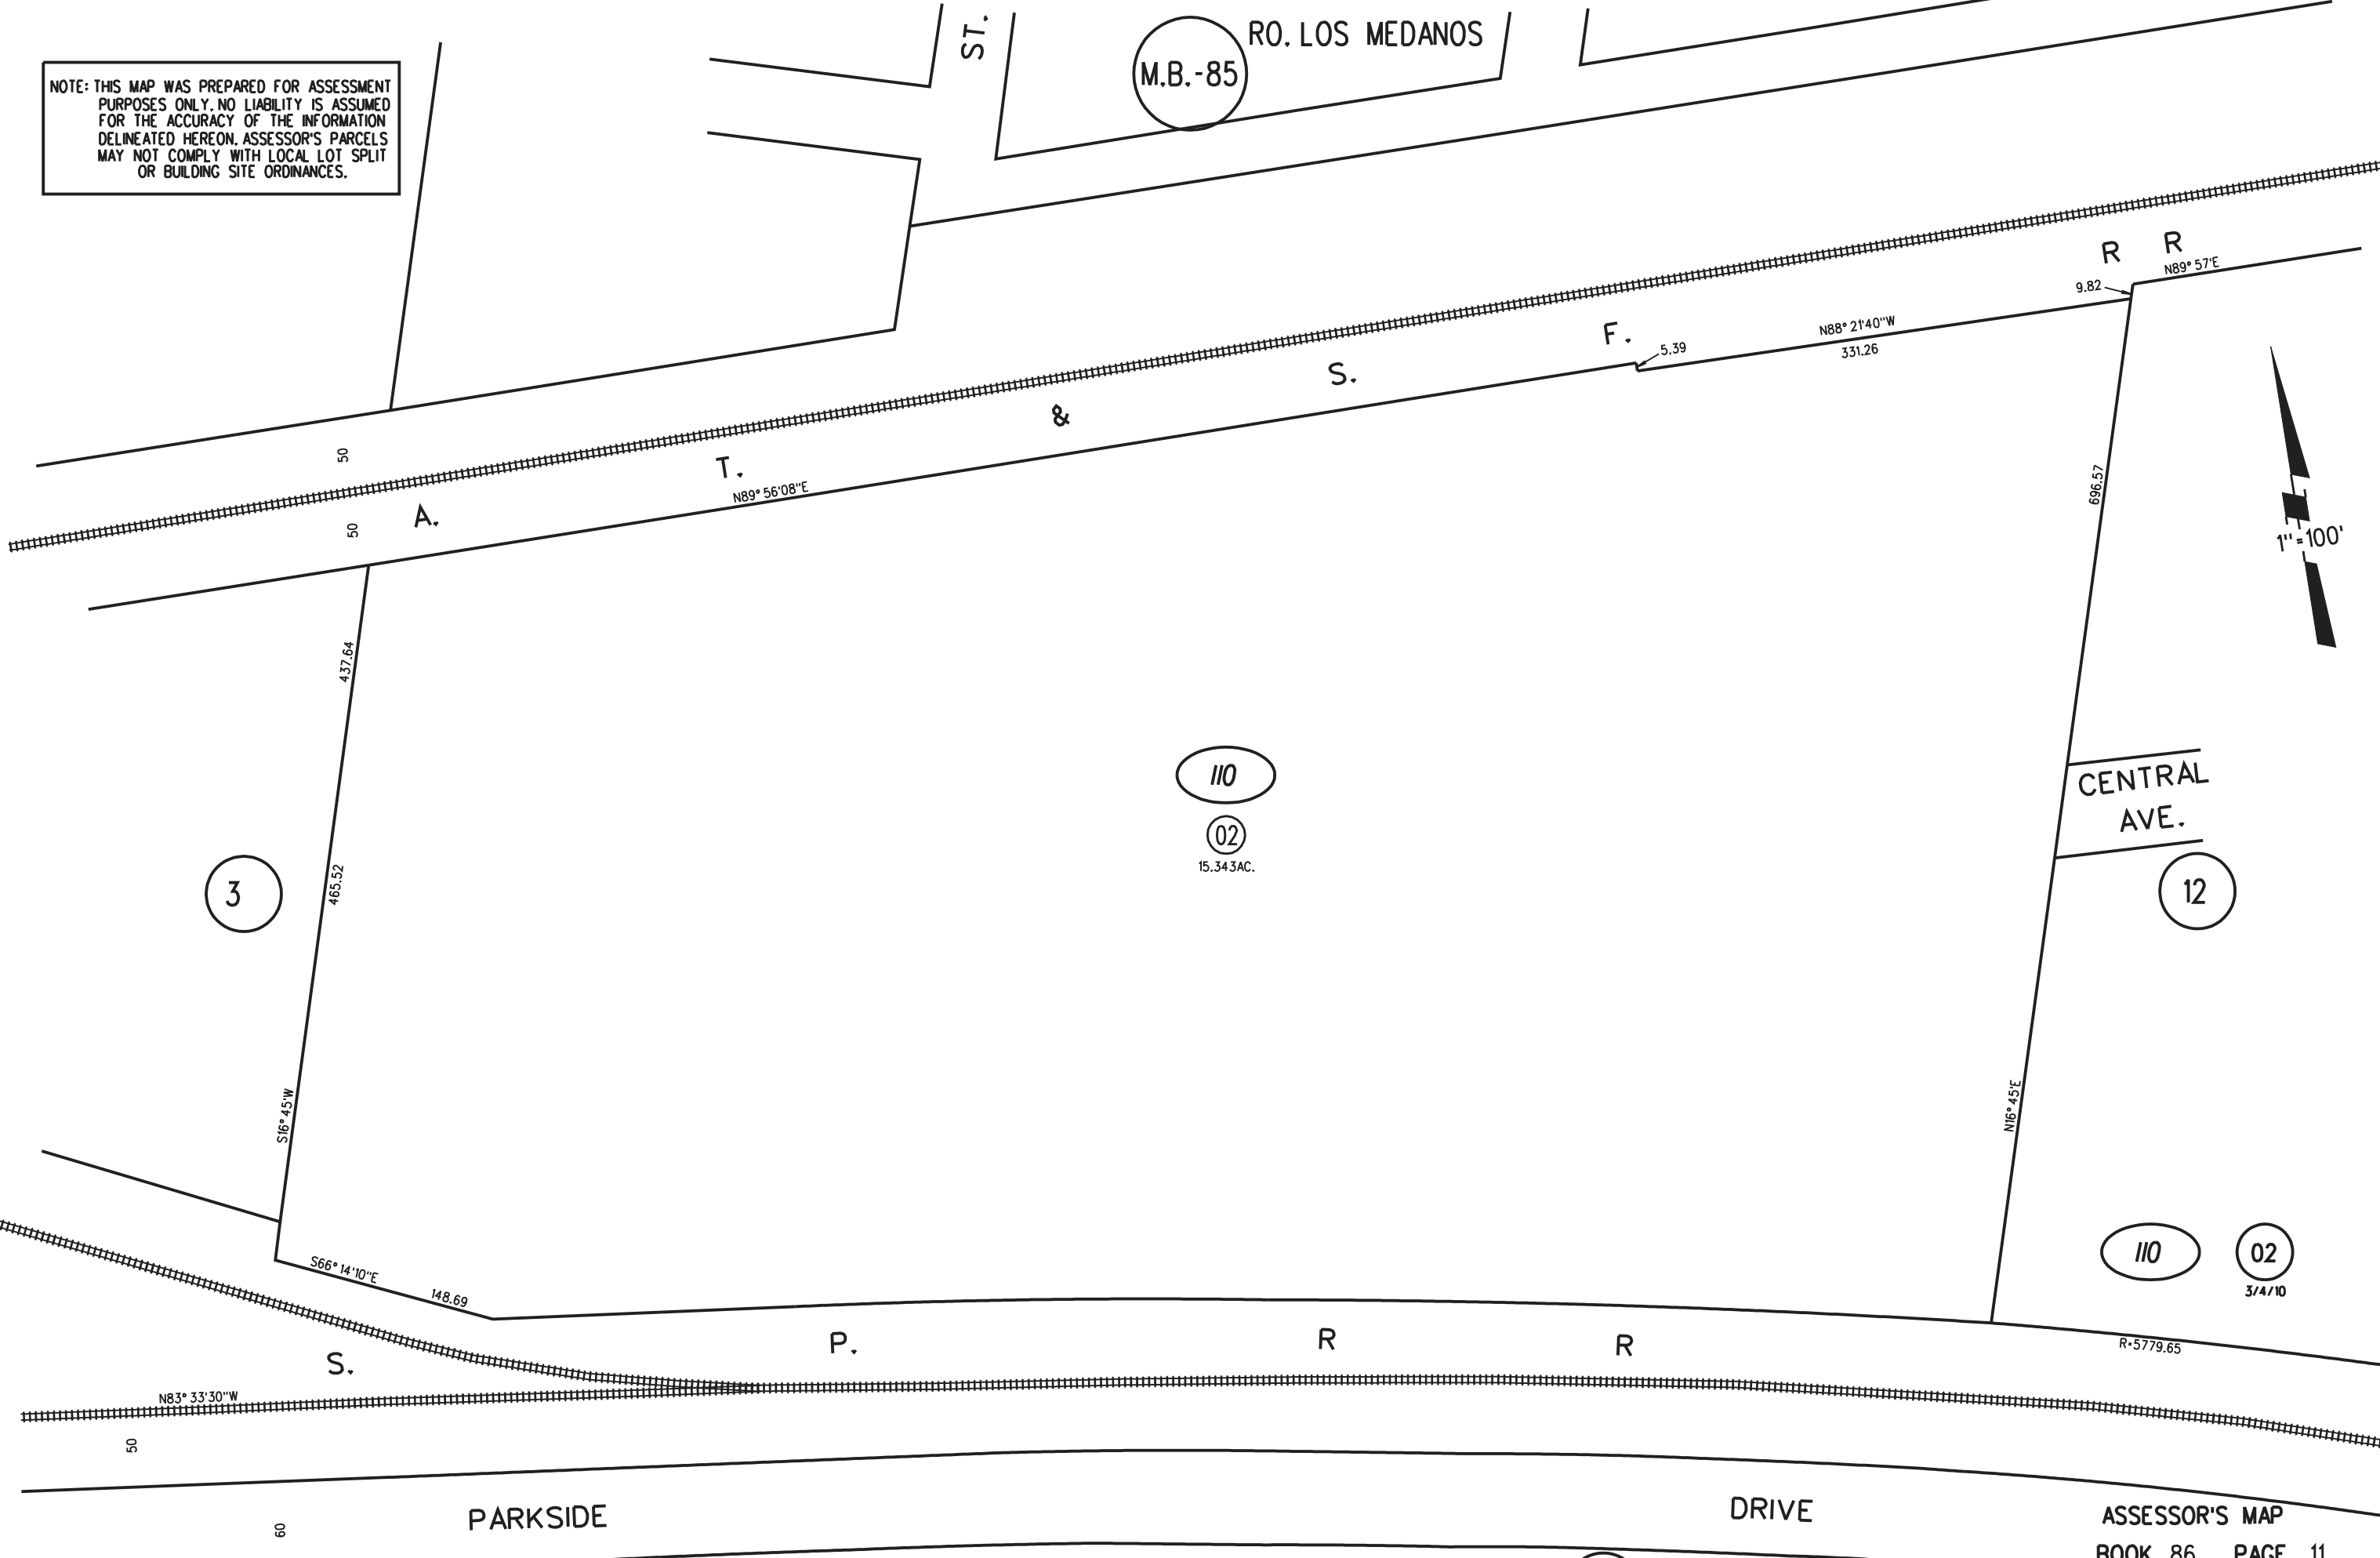 NOTE: THIS MAP WAS PREPARED FOR ASSESSMENT
PURPOSES ONLY. NO LIABILITY IS ASSUMED
FOR THE ACCURACY OF THE INFORMATION
DELINEATED HEREON. ASSESSOR'S PARCELS
MAY NOT COMPLY WITH LOCAL LOT SPLIT
OR BUILDING SITE ORDINANCES.
ST.
M.B.-85
RO. LOS MEDANOS
R R
N89° 57'E
9.82
N88° 21'40"W
331.26
5.39
A. T. & S. F.
N89° 56'08"E
50
50
1"=100'
696.57
437.64
465.52
S16° 45'W
3
110
02
15.343AC.
CENTRAL
AVE.
12
N16° 45'E
110
02
3/4/10
S66° 14'10"E
148.69
S. P. R R
R=5779.65
N83° 33'30"W
50
60
PARKSIDE DRIVE
ASSESSOR'S MAP
BOOK 86 PAGE 11